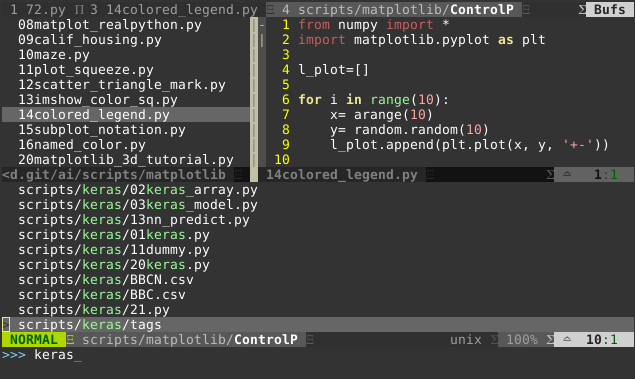 1 72.py Π 3 14colored_legend.py Ξ 4 scripts/matplotlib/ControlP Σ Bufs
08matplot_realpython.py
09calif_housing.py
10maze.py
11plot_squeeze.py
12scatter_triangle_mark.py
13imshow_color_sq.py
14colored_legend.py
15subplot_notation.py
16named_color.py
20matplotlib_3d_tutorial.py
<d.git/ai/scripts/matplotlib Ξ
1 from numpy import *
2 import matplotlib.pyplot as plt
3
4 l_plot=[]
5
6 for i in range(10):
7 x= arange(10)
8 y= random.random(10)
9 l_plot.append(plt.plot(x, y, '+-'))
10
14colored_legend.py Ξ Σ 1:1
scripts/keras/02keras_array.py
scripts/keras/03keras_model.py
scripts/keras/13nn_predict.py
scripts/keras/01keras.py
scripts/keras/11dummy.py
scripts/keras/20keras.py
scripts/keras/BBCN.csv
scripts/keras/BBC.csv
scripts/keras/21.py
> scripts/keras/tags
NORMAL Ξ scripts/matplotlib/ControlP Ξ unix Σ 100% Σ 10:1
>>> keras_